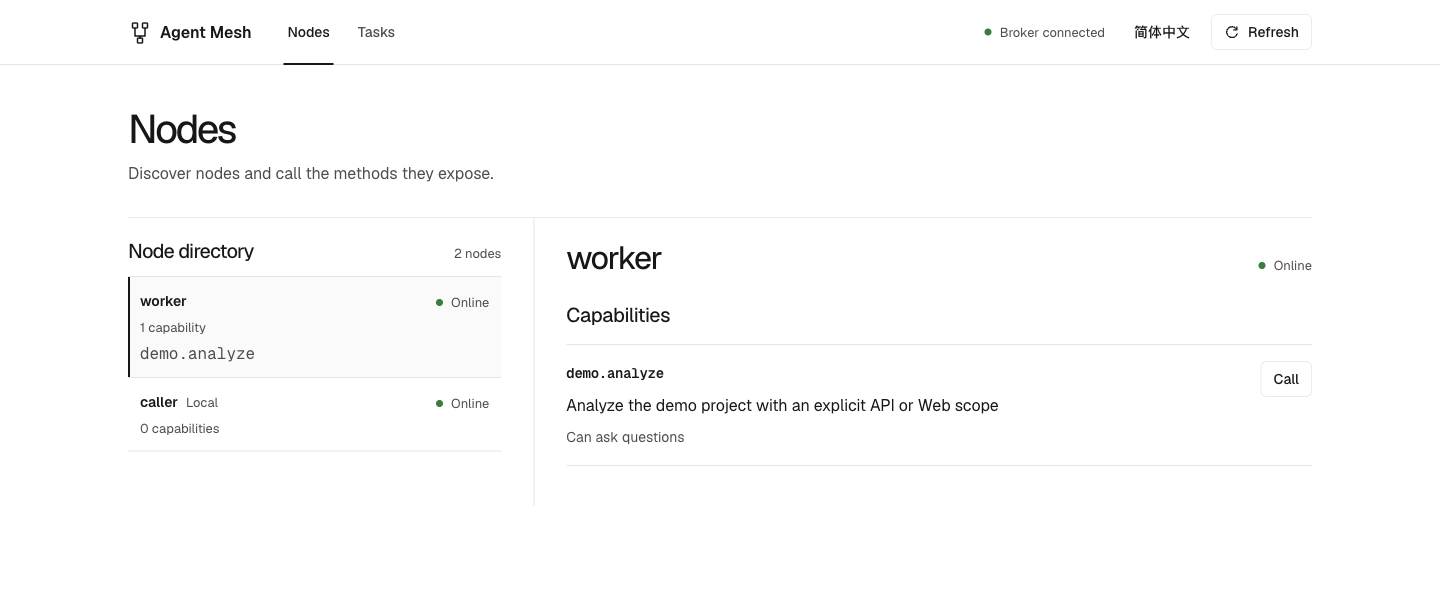 Agent Mesh Nodes Tasks Broker connected 简体中文 Refresh
Nodes
Discover nodes and call the methods they expose.
Node directory 2 nodes
worker Online
1 capability
demo.analyze
caller Local Online
0 capabilities
worker Online
Capabilities
demo.analyze Call
Analyze the demo project with an explicit API or Web scope
Can ask questions